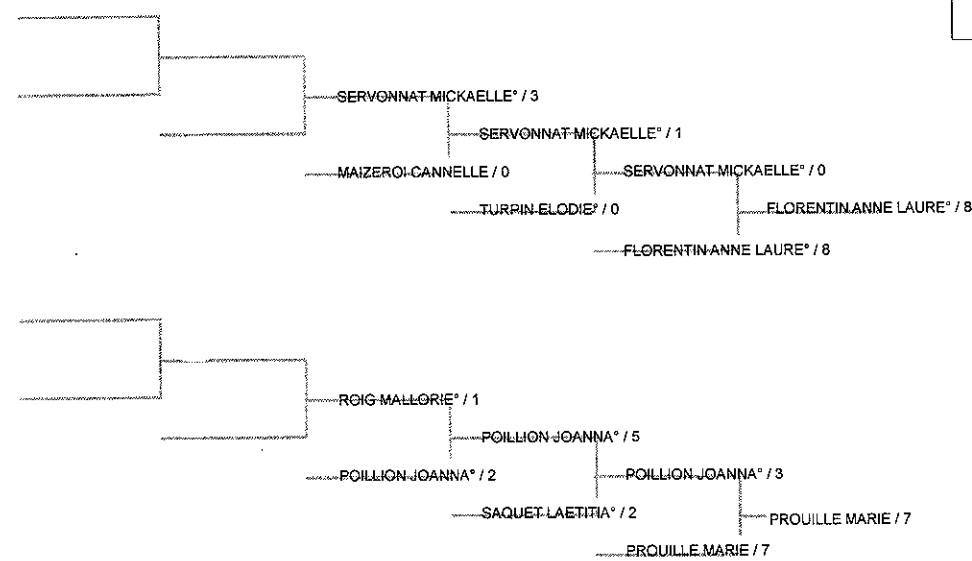 SERVONNAT MICKAELLE° / 3
SERVONNAT MICKAELLE° / 1
MAIZEROI CANNELLE / 0
SERVONNAT MICKAELLE° / 0
TURPIN ELODIE° / 0
FLORENTIN ANNE LAURE° / 8
FLORENTIN ANNE LAURE° / 8
ROIG MALLORIE° / 1
POILLION JOANNA° / 5
POILLION JOANNA° / 2
POILLION JOANNA° / 3
SAQUET LAETITIA° / 2
PROUILLE MARIE / 7
PROUILLE MARIE / 7